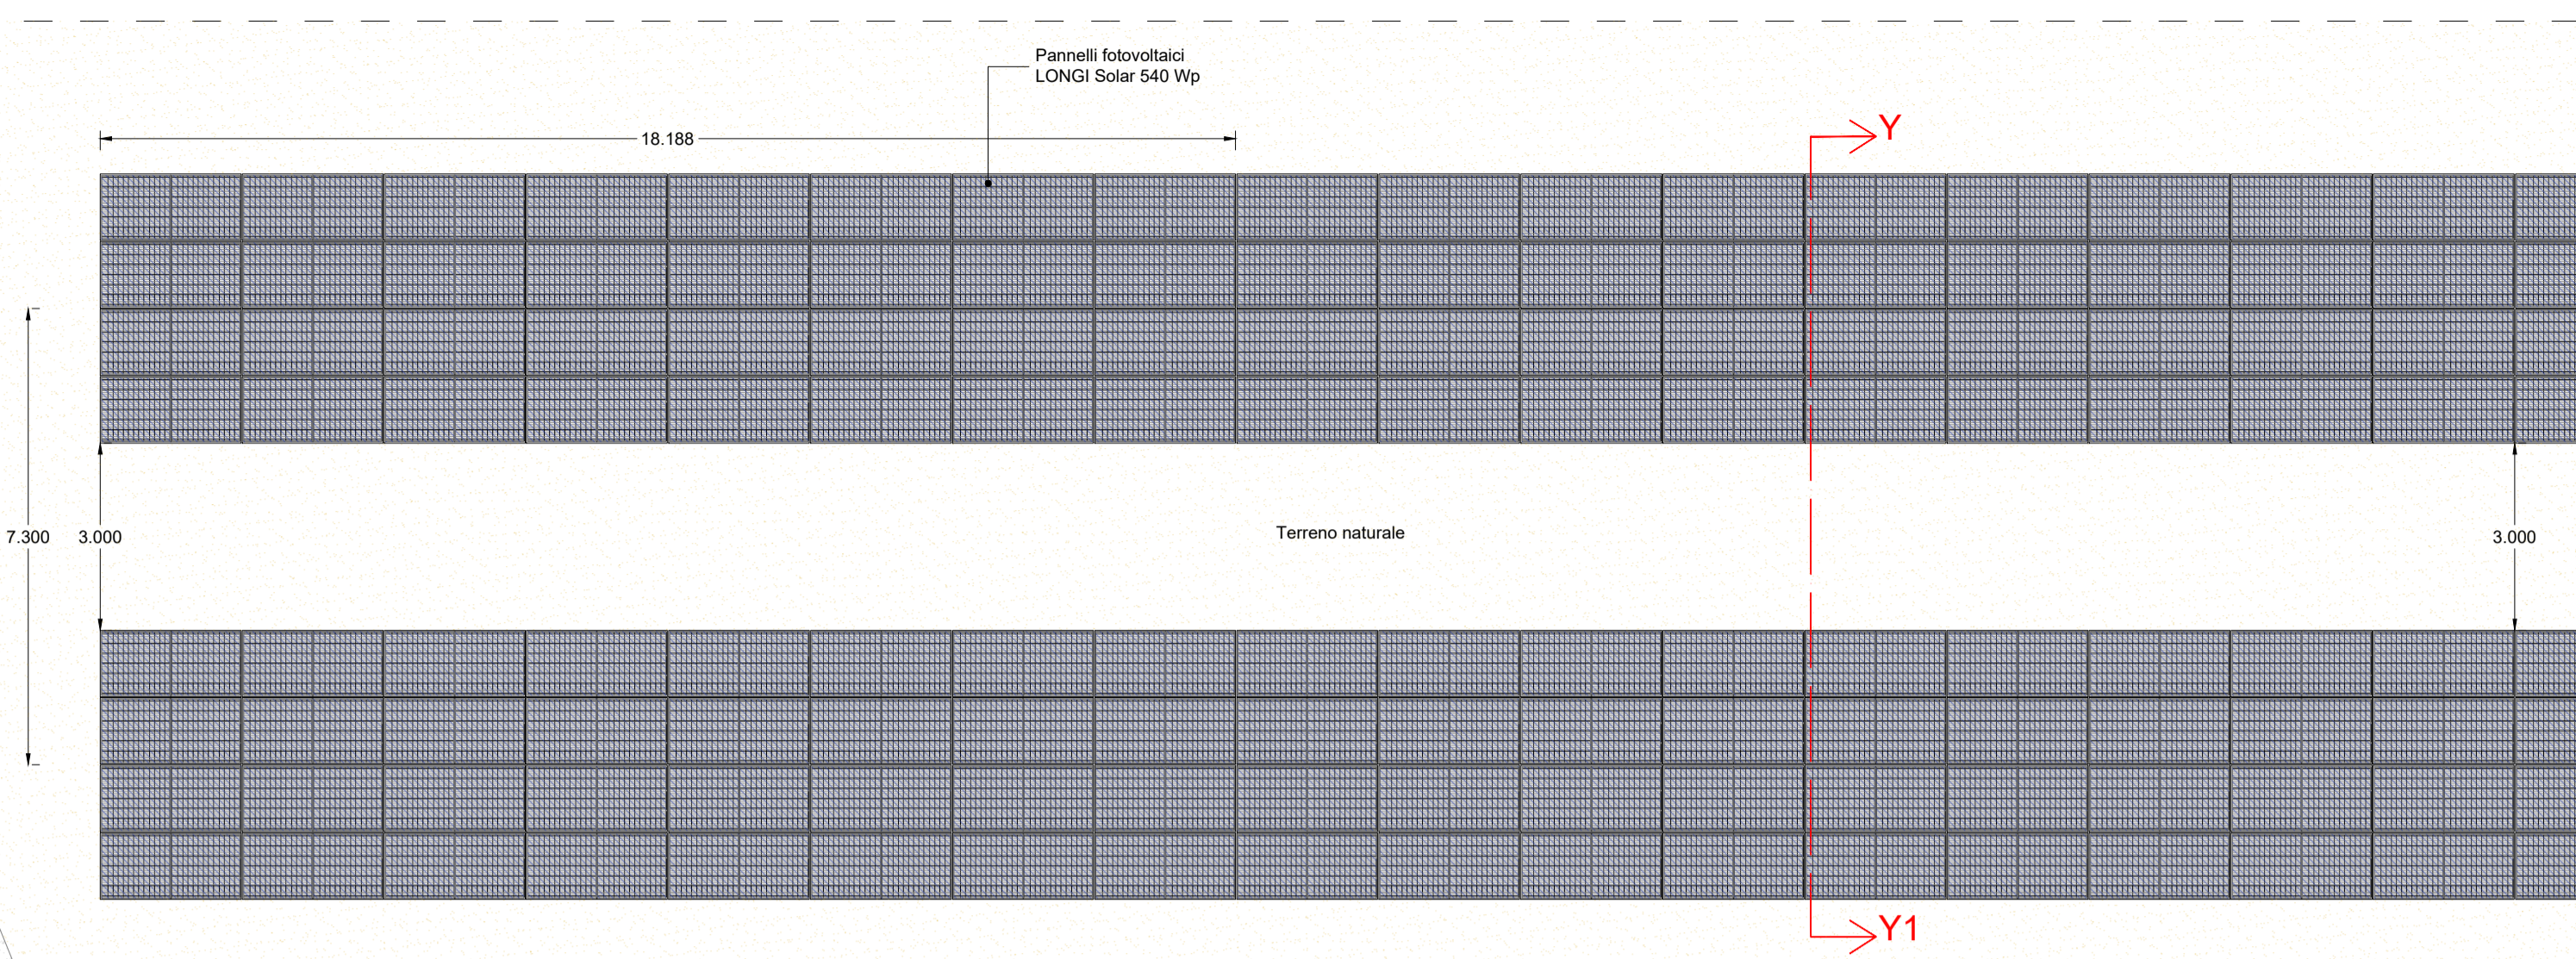 Pannelli fotovoltaici
LONGI Solar 540 Wp
Y
18.188
7.300
3.000
Terreno naturale
3.000
Y1